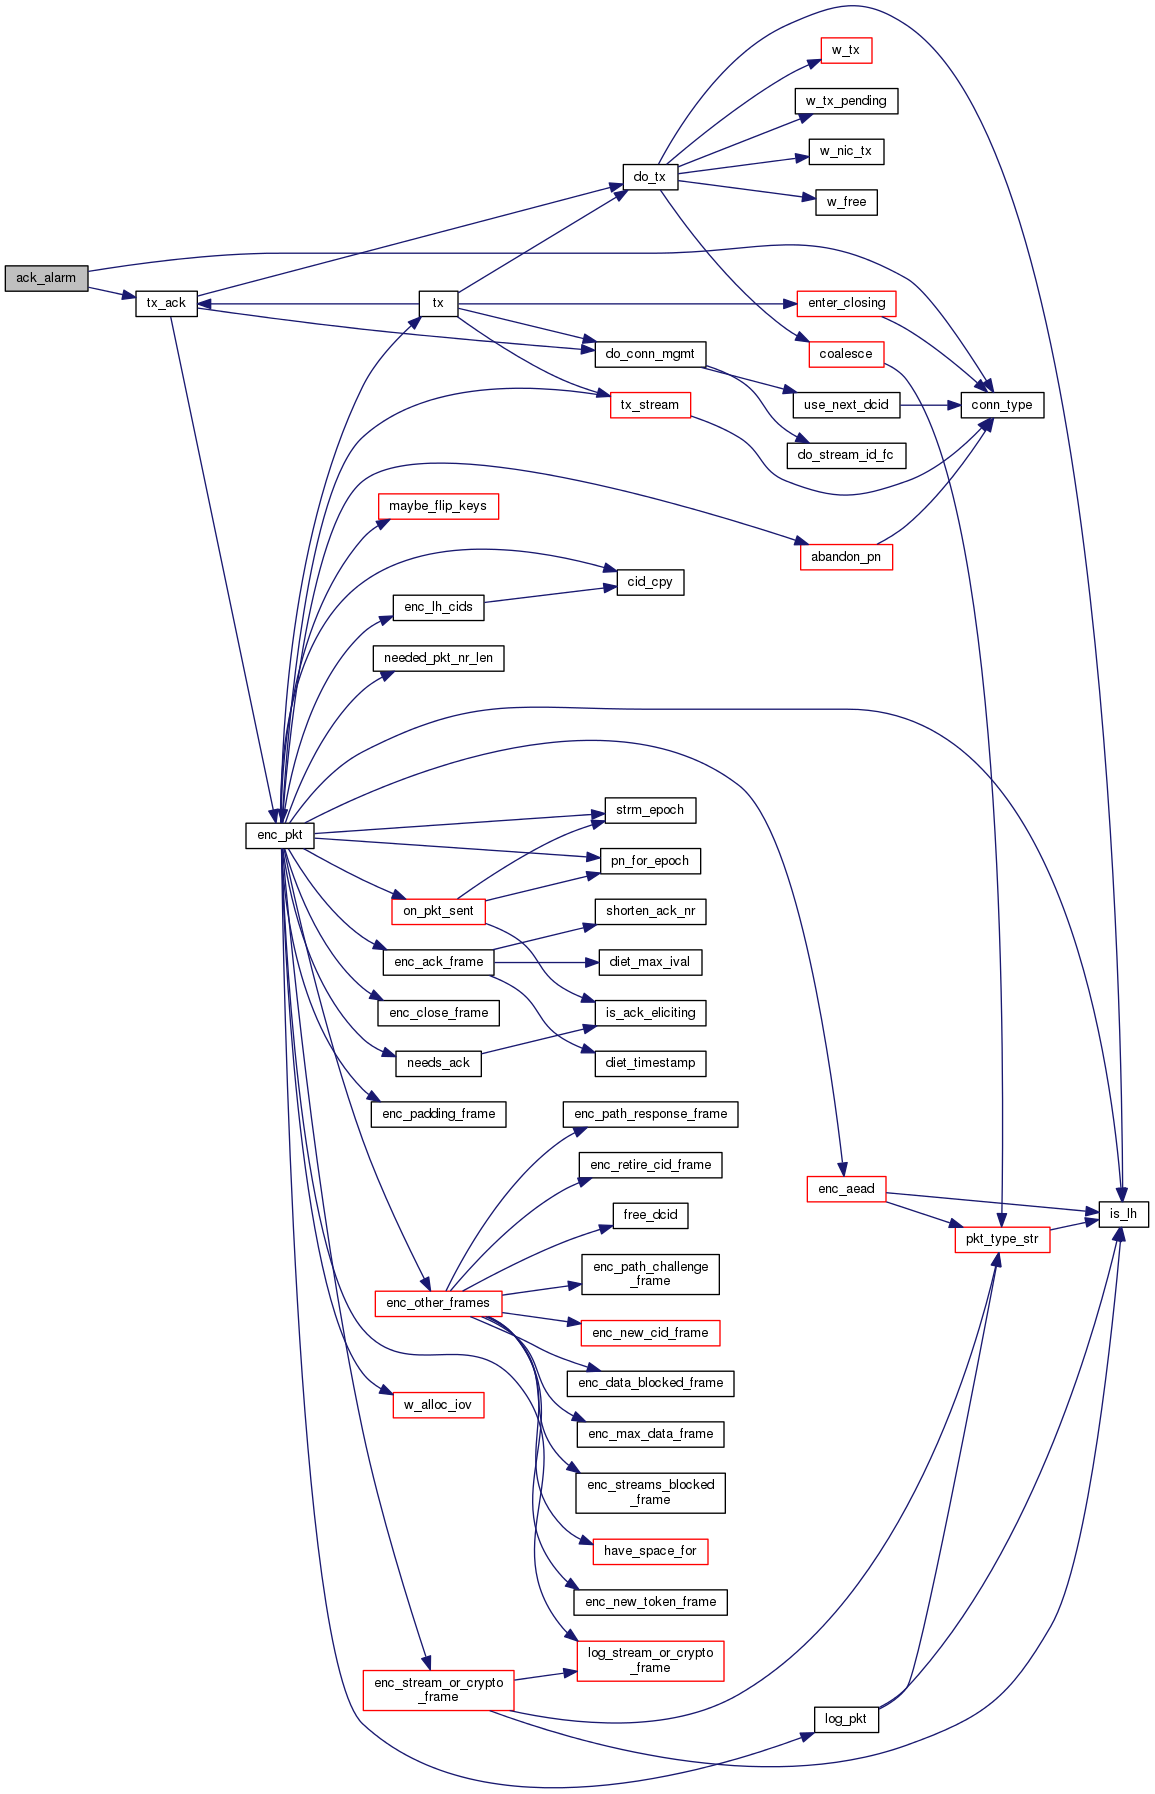 w_tx
w_tx_pending
w_nic_tx
do_tx
w_free
ack_alarm
tx_ack
tx
enter_closing
do_conn_mgmt
coalesce
tx_stream
use_next_dcid
conn_type
do_stream_id_fc
maybe_flip_keys
abandon_pn
cid_cpy
enc_lh_cids
needed_pkt_nr_len
strm_epoch
enc_pkt
pn_for_epoch
on_pkt_sent
shorten_ack_nr
enc_ack_frame
diet_max_ival
enc_close_frame
is_ack_eliciting
needs_ack
diet_timestamp
enc_padding_frame
enc_path_response_frame
enc_retire_cid_frame
enc_aead
free_dcid
is_lh
pkt_type_str
enc_path_challenge
_frame
enc_other_frames
enc_new_cid_frame
enc_data_blocked_frame
w_alloc_iov
enc_max_data_frame
enc_streams_blocked
_frame
have_space_for
enc_new_token_frame
log_stream_or_crypto
_frame
enc_stream_or_crypto
_frame
log_pkt